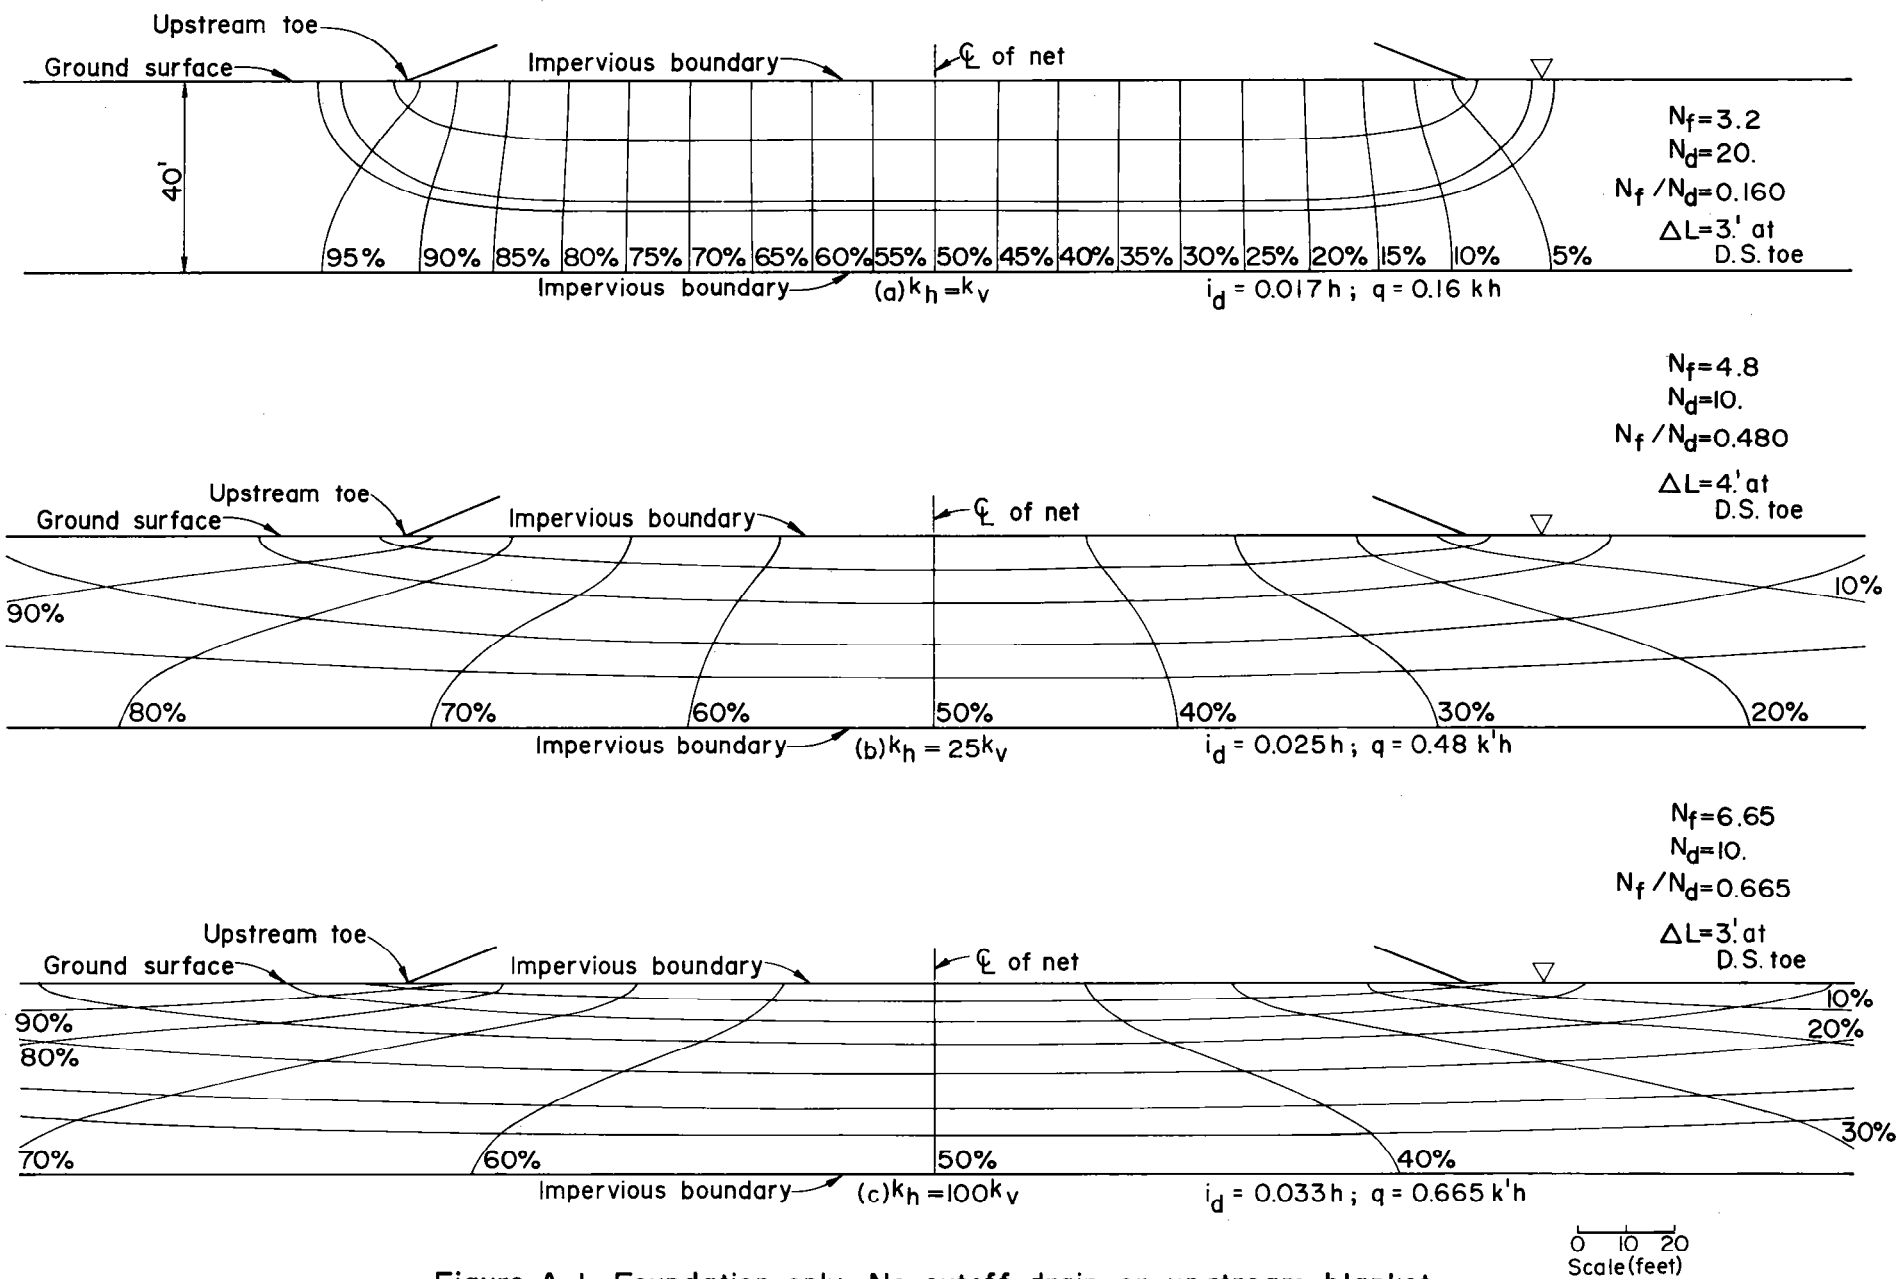 Upstream toe
Ground surface
Impervious boundary
℄ of net
40'
Nf=3.2
Nd=20.
Nf/Nd=0.160
△L=3.' at
D.S. toe
95% 90% 85% 80% 75% 70% 65% 60% 55% 50% 45% 40% 35% 30% 25% 20% 15% 10% 5%
Impervious boundary
(a) kh=kv
id = 0.017h ; q = 0.16 kh
Nf=4.8
Nd=10.
Nf/Nd=0.480
△L=4.' at
D.S. toe
Upstream toe
Ground surface
Impervious boundary
℄ of net
90%
10%
80% 70% 60% 50% 40% 30% 20%
Impervious boundary
(b) kh = 25kv
id = 0.025h ; q = 0.48 k'h
Nf=6.65
Nd=10.
Nf/Nd=0.665
△L=3.' at
D.S. toe
Upstream toe
Ground surface
Impervious boundary
℄ of net
90%
80%
10%
20%
30%
70% 60% 50% 40%
Impervious boundary
(c) kh=100kv
id = 0.033h ; q = 0.665 k'h
0 10 20
Scale(feet)